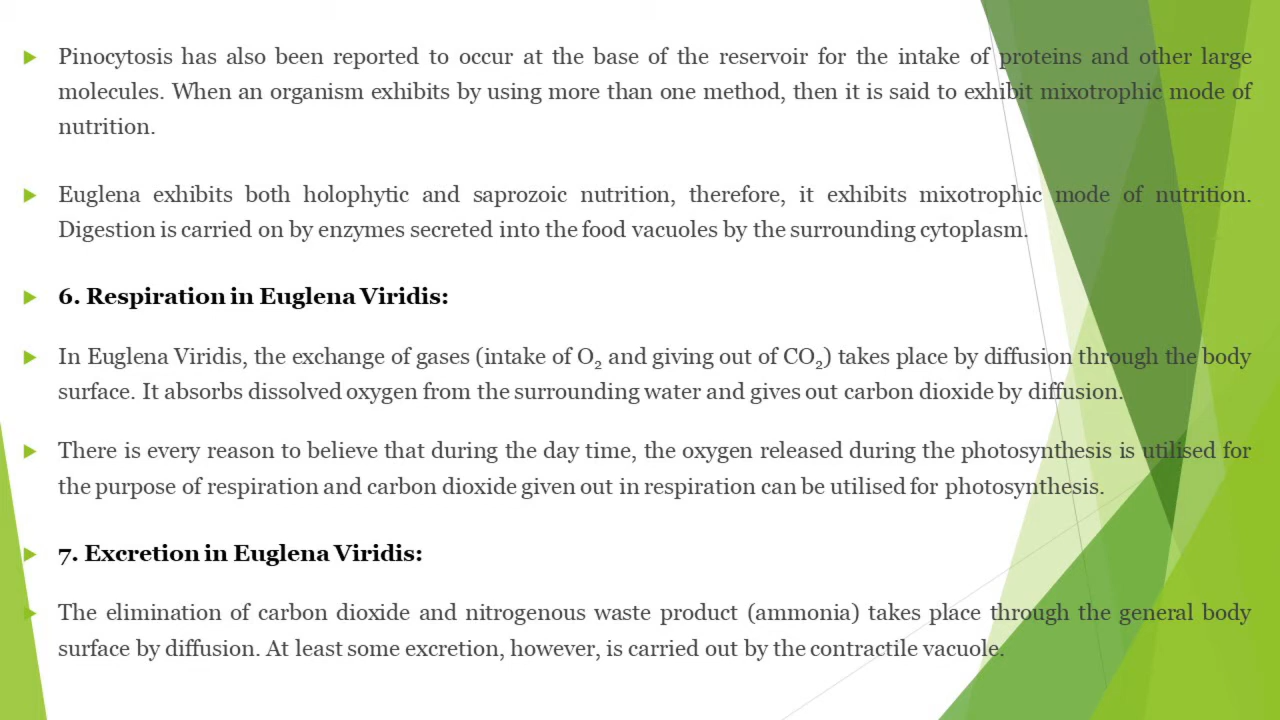 Pinocytosis has also been reported to occur at the base of the reservoir for the intake of proteins and other large
molecules. When an organism exhibits by using more than one method, then it is said to exhibit mixotrophic mode of
nutrition.
Euglena exhibits both holophytic and saprozoic nutrition, therefore, it exhibits mixotrophic mode of nutrition.
Digestion is carried on by enzymes secreted into the food vacuoles by the surrounding cytoplasm.
6. Respiration in Euglena Viridis:
In Euglena Viridis, the exchange of gases (intake of O₂ and giving out of CO₂) takes place by diffusion through the body
surface. It absorbs dissolved oxygen from the surrounding water and gives out carbon dioxide by diffusion.
There is every reason to believe that during the day time, the oxygen released during the photosynthesis is utilised for
the purpose of respiration and carbon dioxide given out in respiration can be utilised for photosynthesis.
7. Excretion in Euglena Viridis:
The elimination of carbon dioxide and nitrogenous waste product (ammonia) takes place through the general body
surface by diffusion. At least some excretion, however, is carried out by the contractile vacuole.